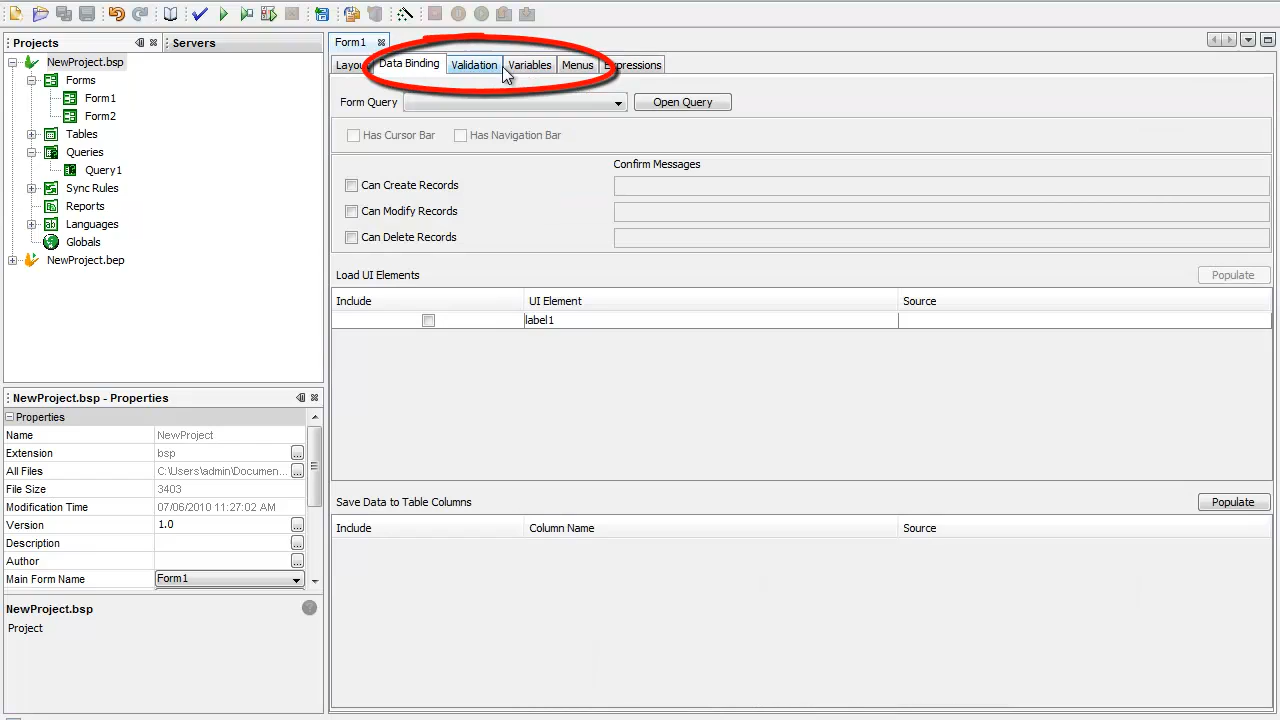 Projects
Servers
NewProject.bsp
Forms
Form1
Form2
Tables
Queries
Query1
Sync Rules
Reports
Languages
Globals
NewProject.bep
NewProject.bsp - Properties
Properties
Name NewProject
Extension bsp
All Files C:\Users\admin\Documen... ...
File Size 3403
Modification Time 07/06/2010 11:27:02 AM
Version 1.0 ...
Description ...
Author ...
Main Form Name Form1
NewProject.bsp ?
Project
Form1
Layou Data Binding Validation Variables Menus Expressions
Form Query Open Query
Has Cursor Bar Has Navigation Bar
Confirm Messages
Can Create Records
Can Modify Records
Can Delete Records
Load UI Elements Populate
Include UI Element Source
label1
Save Data to Table Columns Populate
Include Column Name Source